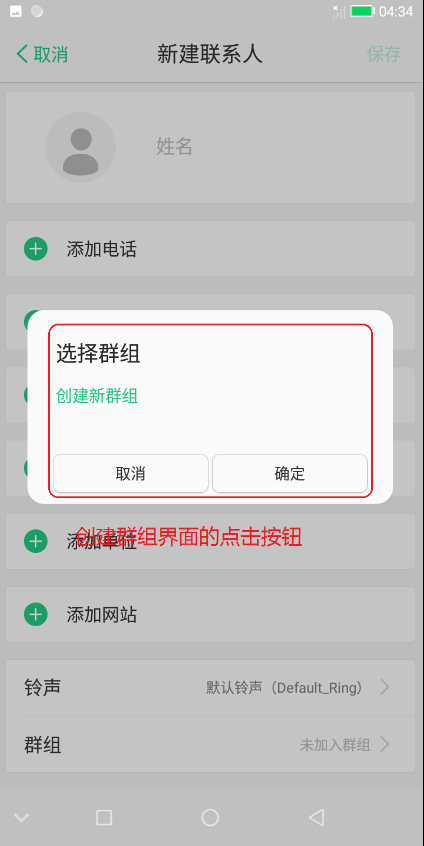 04:34
取消 新建联系人 保存
姓名
添加电话
选择群组
创建新群组
取消 确定
添加单位
创建群组界面的点击按钮
添加网站
铃声 默认铃声（Default_Ring）
群组 未加入群组